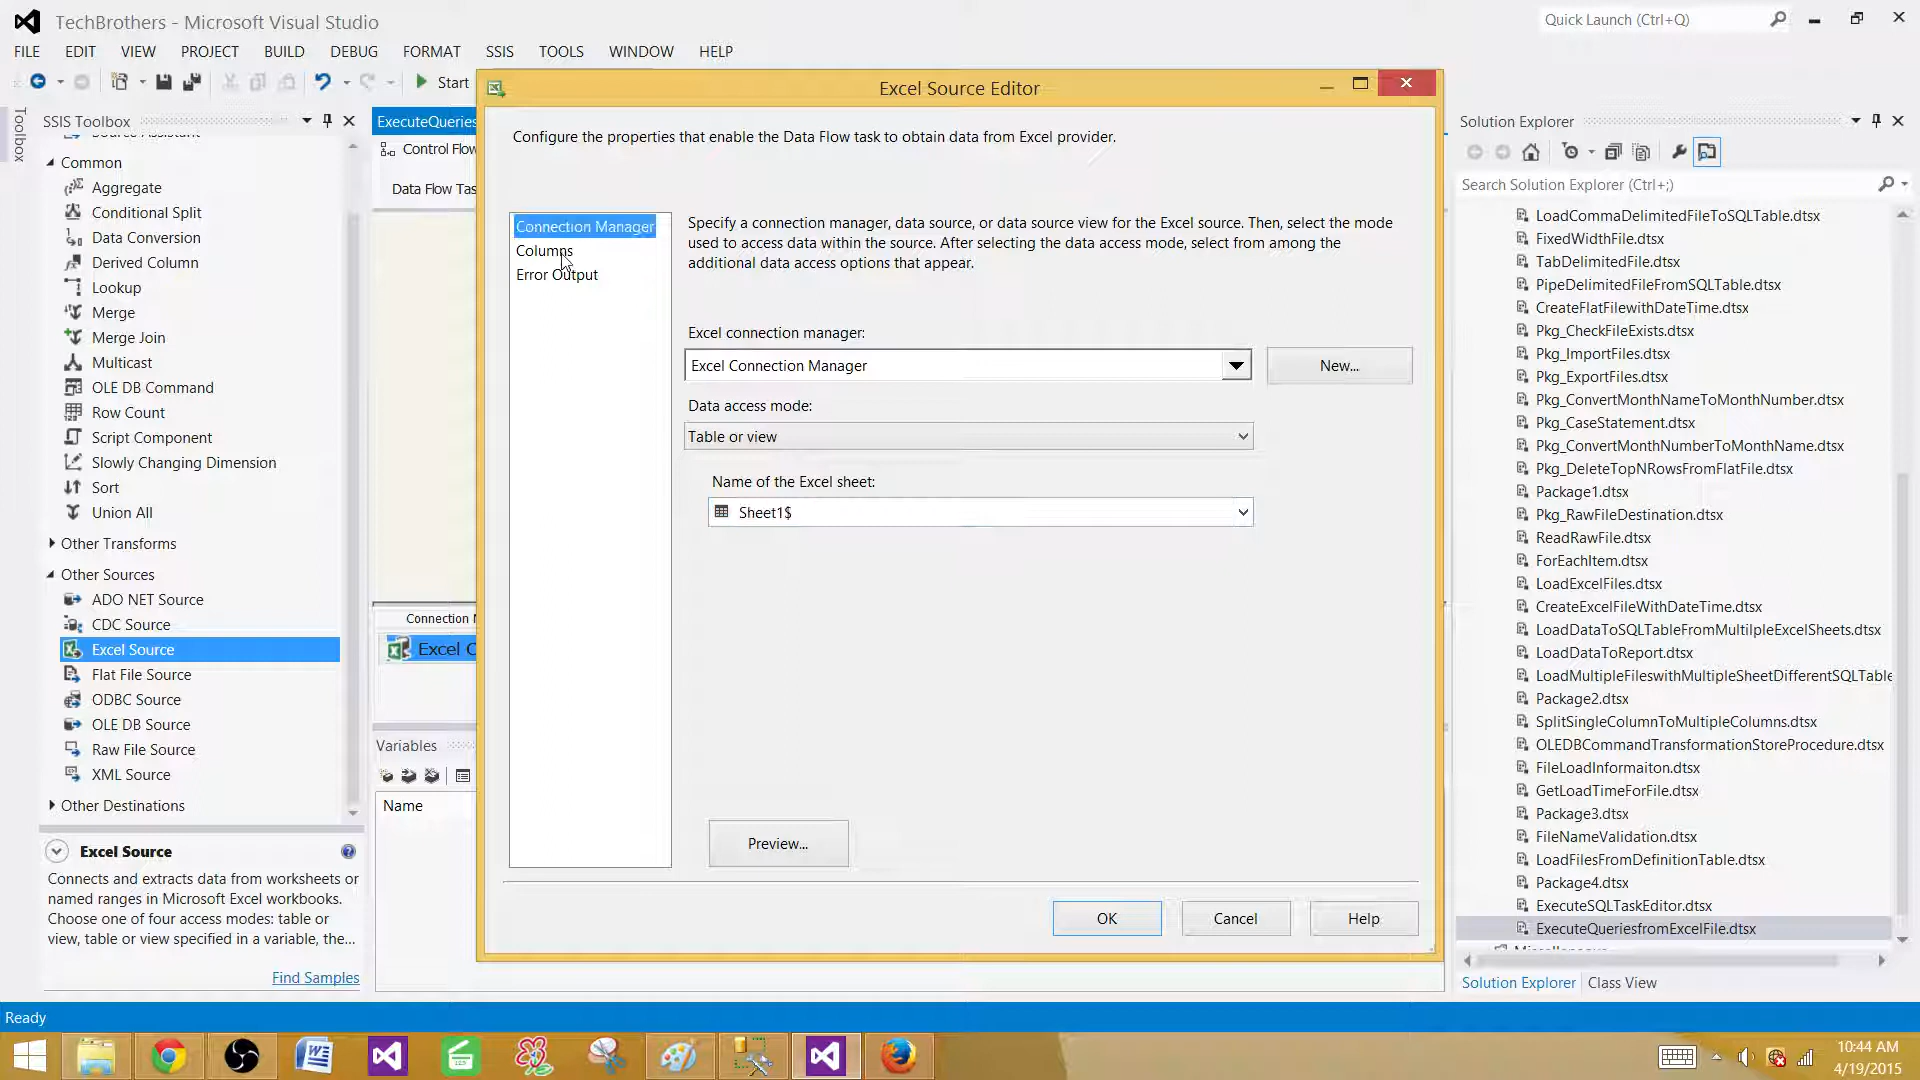 TechBrothers - Microsoft Visual Studio
Quick Launch (Ctrl+Q)
FILE EDIT VIEW PROJECT BUILD DEBUG FORMAT SSIS TOOLS WINDOW HELP
Start
Toolbox
SSIS Toolbox
Source Assistant
Common
Aggregate
Conditional Split
Data Conversion
Derived Column
Lookup
Merge
Merge Join
Multicast
OLE DB Command
Row Count
Script Component
Slowly Changing Dimension
Sort
Union All
Other Transforms
Other Sources
ADO NET Source
CDC Source
Excel Source
Flat File Source
ODBC Source
OLE DB Source
Raw File Source
XML Source
Other Destinations
Excel Source
Connects and extracts data from worksheets or
named ranges in Microsoft Excel workbooks.
Choose one of four access modes: table or
view, table or view specified in a variable, the...
Find Samples
ExecuteQueries
Control Flow
Data Flow Tas
Connection
Excel C
Variables
Name
Excel Source Editor
Configure the properties that enable the Data Flow task to obtain data from Excel provider.
Connection Manager
Columns
Error Output
Specify a connection manager, data source, or data source view for the Excel source. Then, select the mode
used to access data within the source. After selecting the data access mode, select from among the
additional data access options that appear.
Excel connection manager:
Excel Connection Manager
New...
Data access mode:
Table or view
Name of the Excel sheet:
Sheet1$
Preview...
OK Cancel Help
Solution Explorer
Search Solution Explorer (Ctrl+;)
LoadCommaDelimitedFileToSQLTable.dtsx
FixedWidthFile.dtsx
TabDelimitedFile.dtsx
PipeDelimitedFileFromSQLTable.dtsx
CreateFlatFilewithDateTime.dtsx
Pkg_CheckFileExists.dtsx
Pkg_ImportFiles.dtsx
Pkg_ExportFiles.dtsx
Pkg_ConvertMonthNameToMonthNumber.dtsx
Pkg_CaseStatement.dtsx
Pkg_ConvertMonthNumberToMonthName.dtsx
Pkg_DeleteTopNRowsFromFlatFile.dtsx
Package1.dtsx
Pkg_RawFileDestination.dtsx
ReadRawFile.dtsx
ForEachItem.dtsx
LoadExcelFiles.dtsx
CreateExcelFileWithDateTime.dtsx
LoadDataToSQLTableFromMultilpleExcelSheets.dtsx
LoadDataToReport.dtsx
LoadMultipleFileswithMultipleSheetDifferentSQLTable
Package2.dtsx
SplitSingleColumnToMultipleColumns.dtsx
OLEDBCommandTransformationStoreProcedure.dtsx
FileLoadInformaiton.dtsx
GetLoadTimeForFile.dtsx
Package3.dtsx
FileNameValidation.dtsx
LoadFilesFromDefinitionTable.dtsx
Package4.dtsx
ExecuteSQLTaskEditor.dtsx
ExecuteQueriesfromExcelFile.dtsx
Solution Explorer Class View
Ready
10:44 AM
4/19/2015